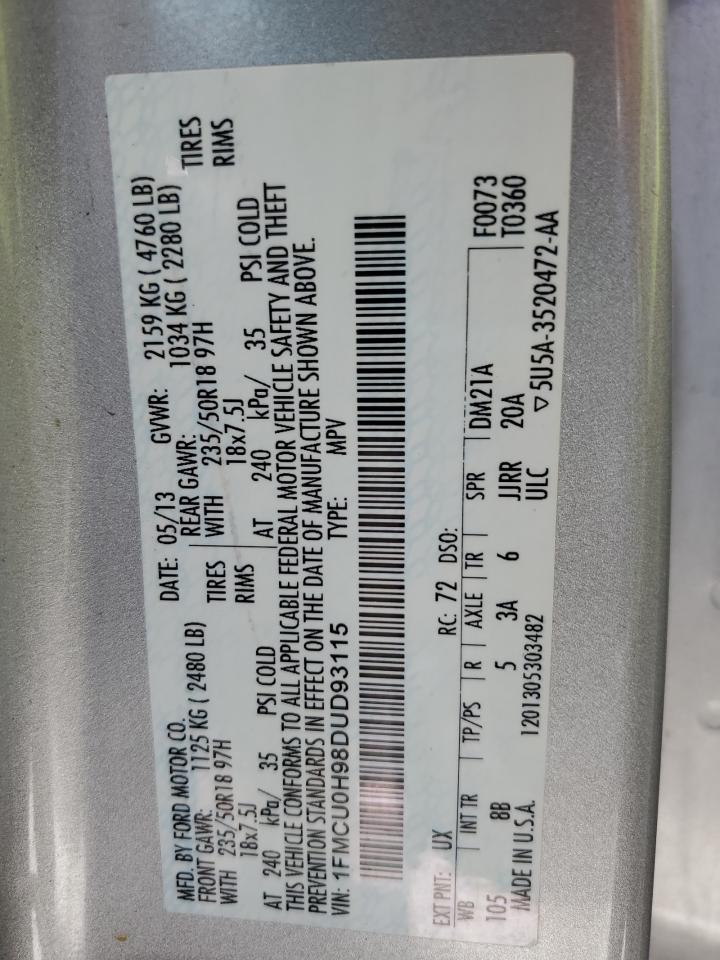 MFD. BY FORD MOTOR CO.
DATE: 05/13 GVWR: 2159 KG ( 4760 LB)
FRONT GAWR: 1125 KG ( 2480 LB) REAR GAWR: 1034 KG ( 2280 LB)
WITH 235/50R18 97H TIRES WITH 235/50R18 97H TIRES
18x7.5J RIMS 18x7.5J RIMS
AT 240 kPa/ 35 PSI COLD AT 240 kPa/ 35 PSI COLD
THIS VEHICLE CONFORMS TO ALL APPLICABLE FEDERAL MOTOR VEHICLE SAFETY AND THEFT
PREVENTION STANDARDS IN EFFECT ON THE DATE OF MANUFACTURE SHOWN ABOVE.
VIN: 1FMCU0H98DUD93115 TYPE: MPV
EXT PNT: UX RC: 72 DSO: F0073
WB INT TR TP/PS R AXLE TR SPR DM21A T0360
105 8B 5 3A 6 JJRR 20A
MADE IN U.S.A. 1201305303482 ULC ▽5U5A-3520472-AA